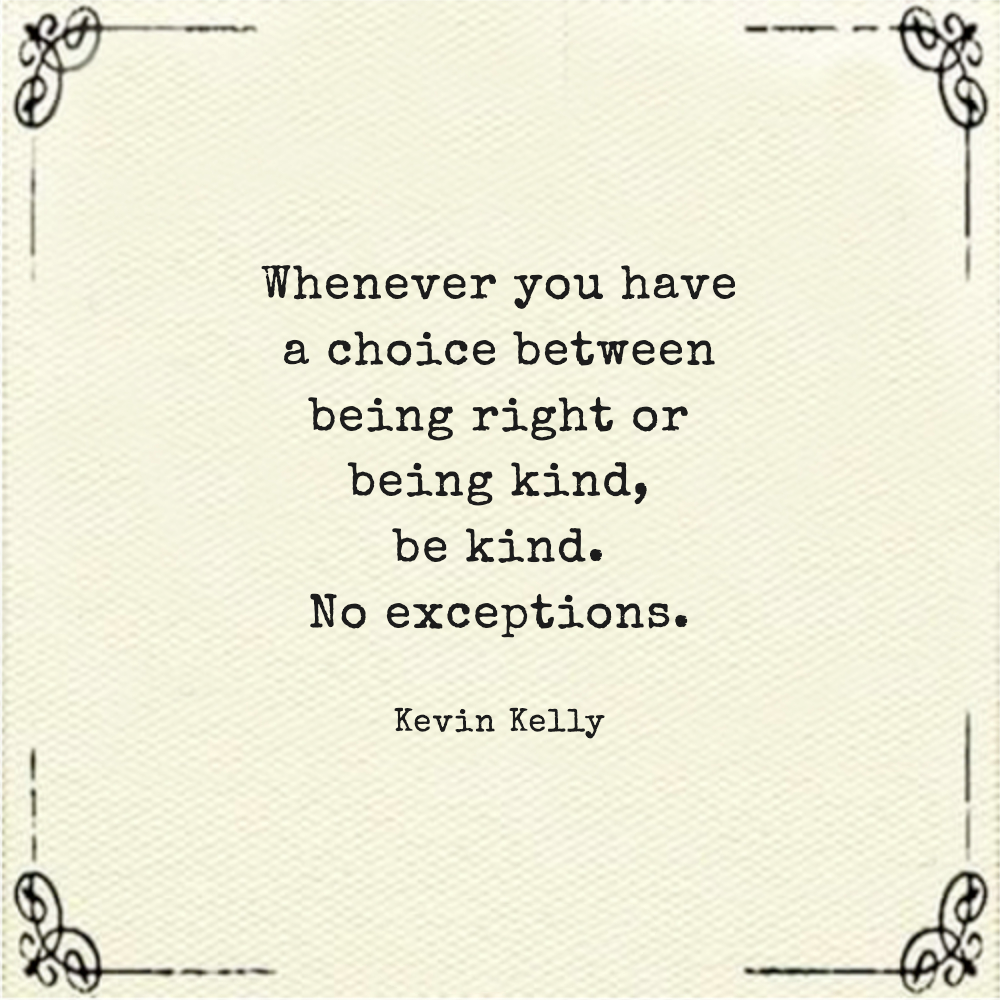 Whenever you have
a choice between
being right or
being kind,
be kind.
No exceptions.
Kevin Kelly